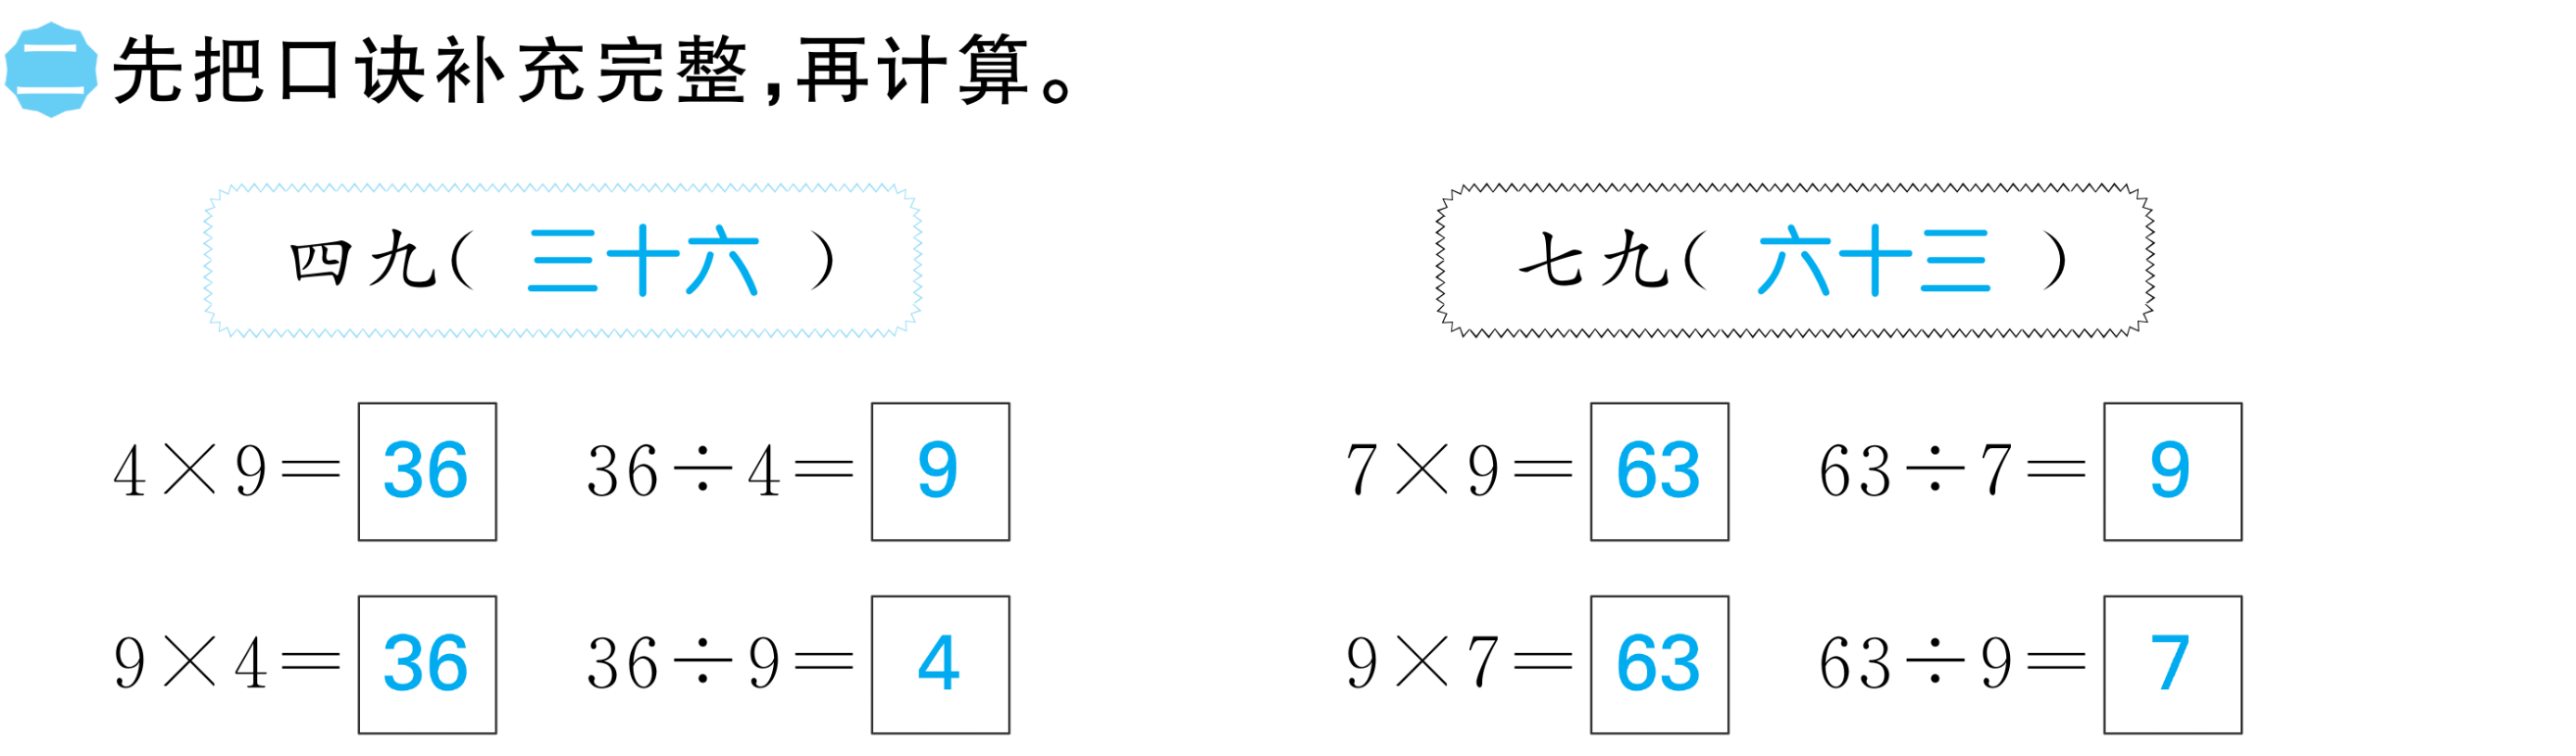 二 先把口诀补充完整,再计算。
四九( 三十六 ) 七九( 六十三 )
4×9=36 36÷4=9 7×9=63 63÷7=9
9×4=36 36÷9=4 9×7=63 63÷9=7